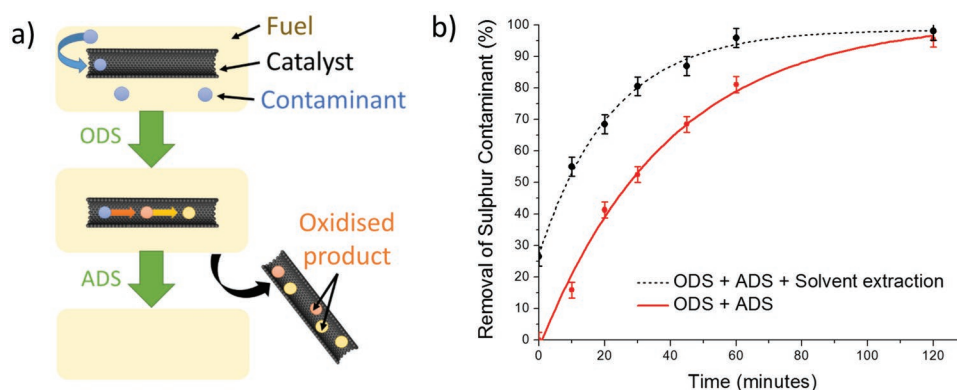 a)
Fuel
Catalyst
Contaminant
ODS
Oxidised
product
ADS
b)
Removal of Sulphur Contaminant (%)
100
90
80
70
60
50
40
30
20
10
0
ODS + ADS + Solvent extraction
ODS + ADS
0
20
40
60
80
100
120
Time (minutes)